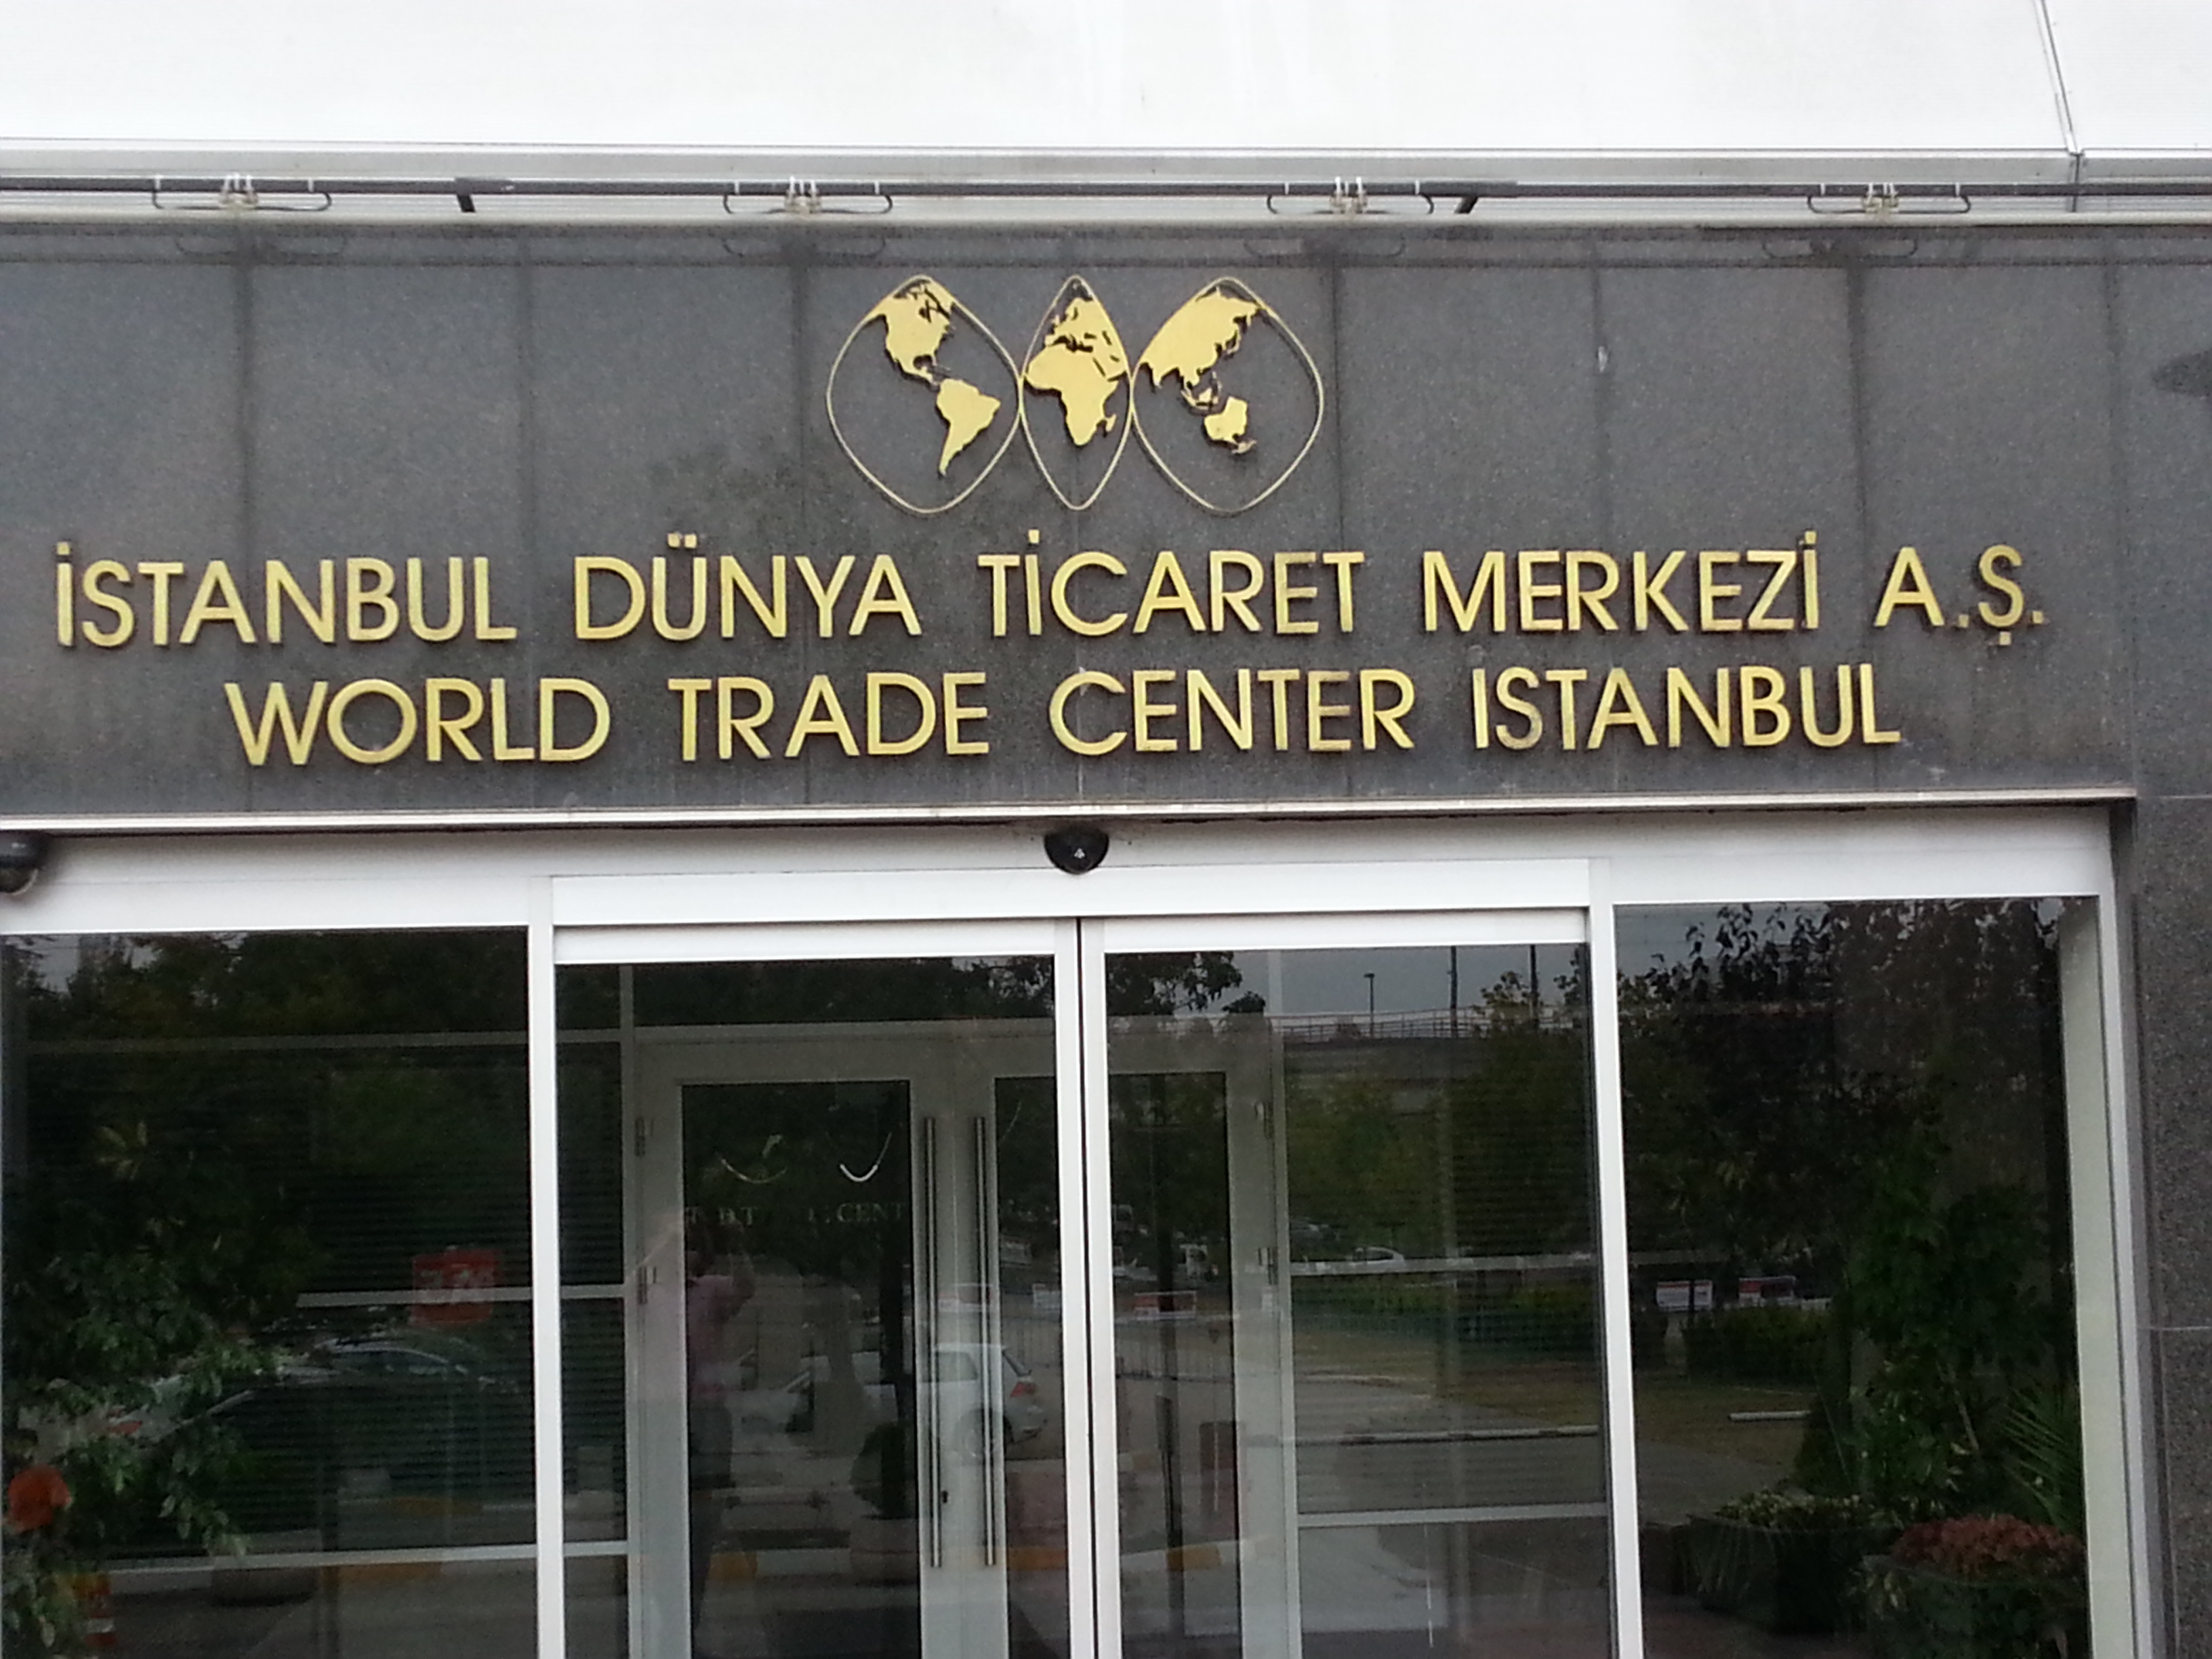 İSTANBUL DÜNYA TİCARET MERKEZİ A.Ş.
WORLD TRADE CENTER ISTANBUL